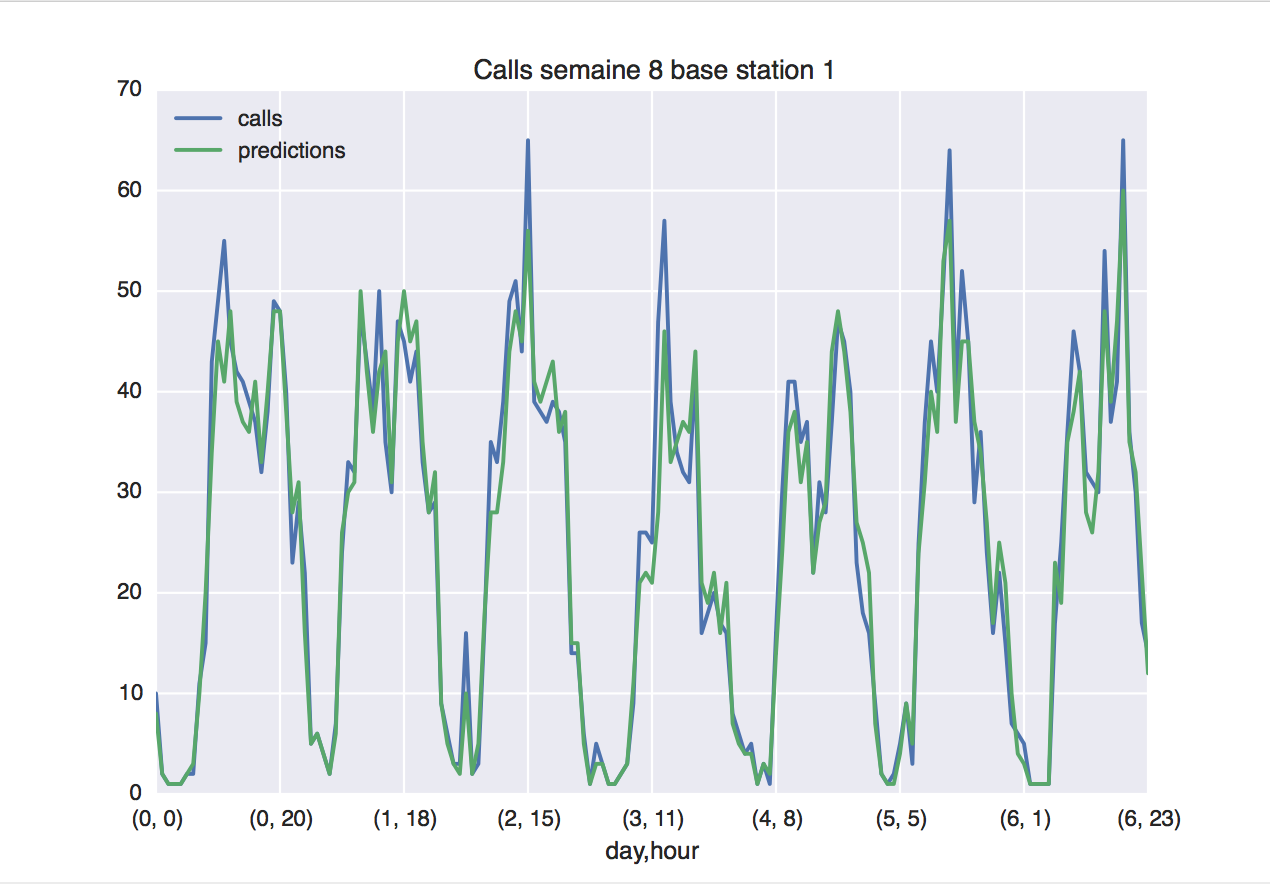 Calls semaine 8 base station 1
70
calls
predictions
60
50
40
30
20
10
0
(0, 0) (0, 20) (1, 18) (2, 15) (3, 11) (4, 8) (5, 5) (6, 1) (6, 23)
day,hour